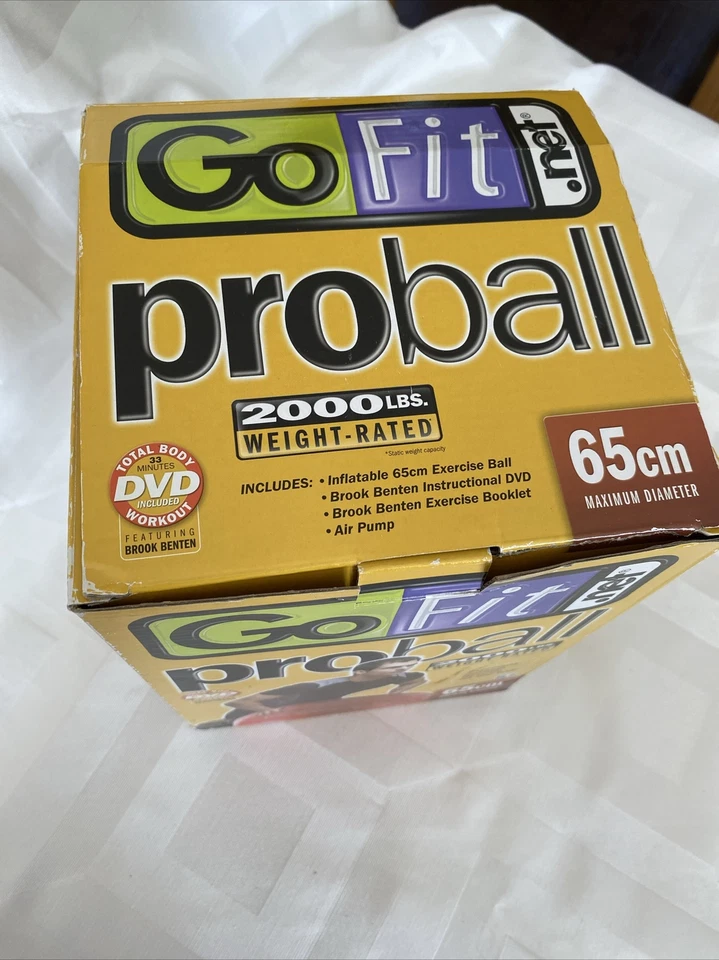 GoFit .net®
proball
2000 LBS.
WEIGHT-RATED
*Static weight capacity
INCLUDES: • Inflatable 65cm Exercise Ball
• Brook Benten Instructional DVD
• Brook Benten Exercise Booklet
• Air Pump
TOTAL BODY
33
MINUTES
DVD
INCLUDED
WORKOUT
FEATURING
BROOK BENTEN
65cm
MAXIMUM DIAMETER
GoFit .net®
proball
65cm